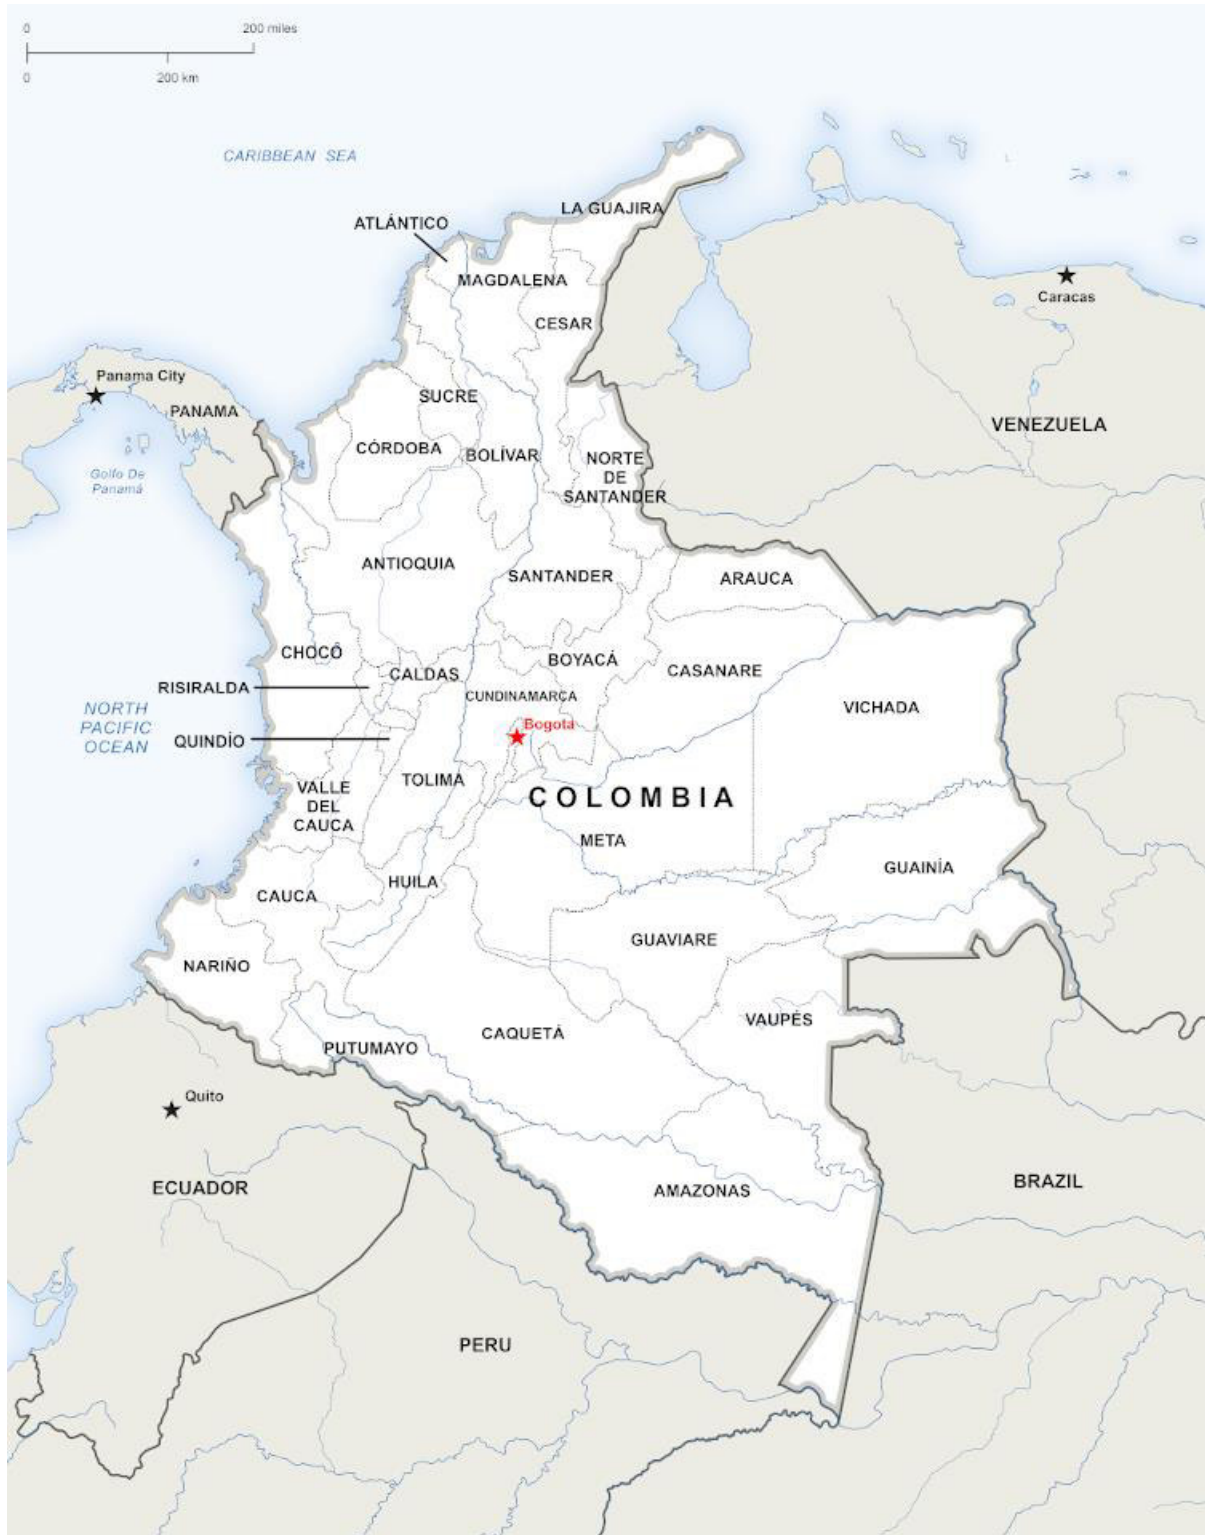 0
200 miles
0
200 km
CARIBBEAN SEA
LA GUAJIRA
ATLÁNTICO
MAGDALENA
Caracas
CESAR
Panama City
PANAMA
SUCRE
VENEZUELA
CÓRDOBA
BOLÍVAR
Golfo De
Panamá
NORTE
DE
SANTANDER
ANTIOQUIA
SANTANDER
ARAUCA
CHOCÔ
BOYACÁ
CALDAS
CASANARE
RISIRALDA
CUNDINAMARCA
VICHADA
NORTH
PACIFIC
OCEAN
Bogotá
QUINDÍO
TOLIMA
VALLE
DEL
CAUCA
COLOMBIA
META
GUAINÍA
HUILA
CAUCA
GUAVIARE
NARIÑO
VAUPÉS
CAQUETÁ
PUTUMAYO
Quito
BRAZIL
ECUADOR
AMAZONAS
PERU